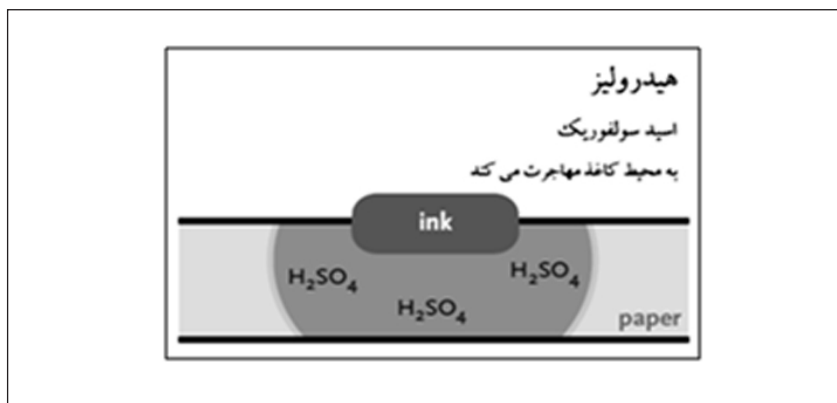 هیدرولیز
اسید سولفوریک
به محیط کاغذ مهاجرت می کند
ink
H₂SO₄
H₂SO₄
H₂SO₄
paper